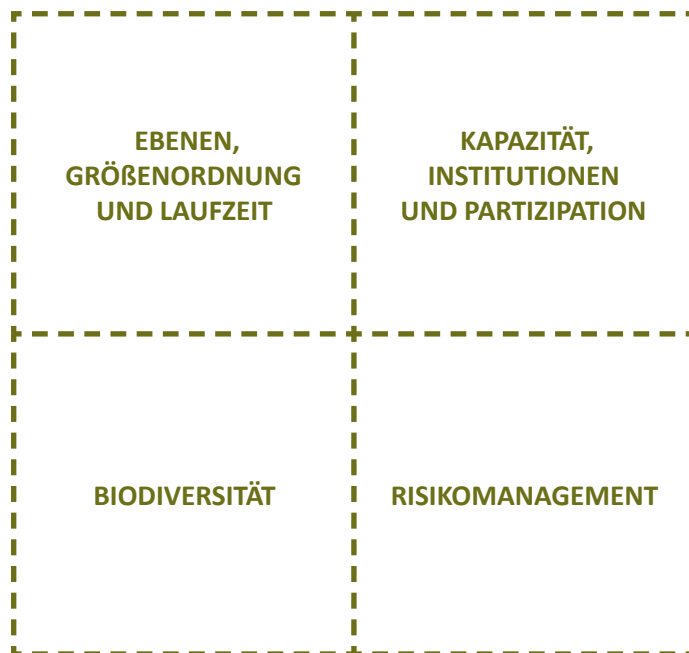 EBENEN,
GRÖßENORDNUNG
UND LAUFZEIT
KAPAZITÄT,
INSTITUTIONEN
UND PARTIZIPATION
BIODIVERSITÄT
RISIKOMANAGEMENT